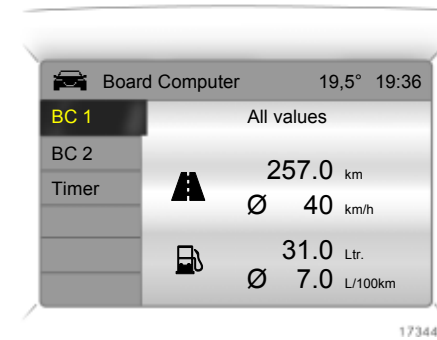 Board Computer 19,5° 19:36
BC 1
All values
BC 2
Timer
257.0 km
Ø 40 km/h
31.0 Ltr.
Ø 7.0 L/100km
17344